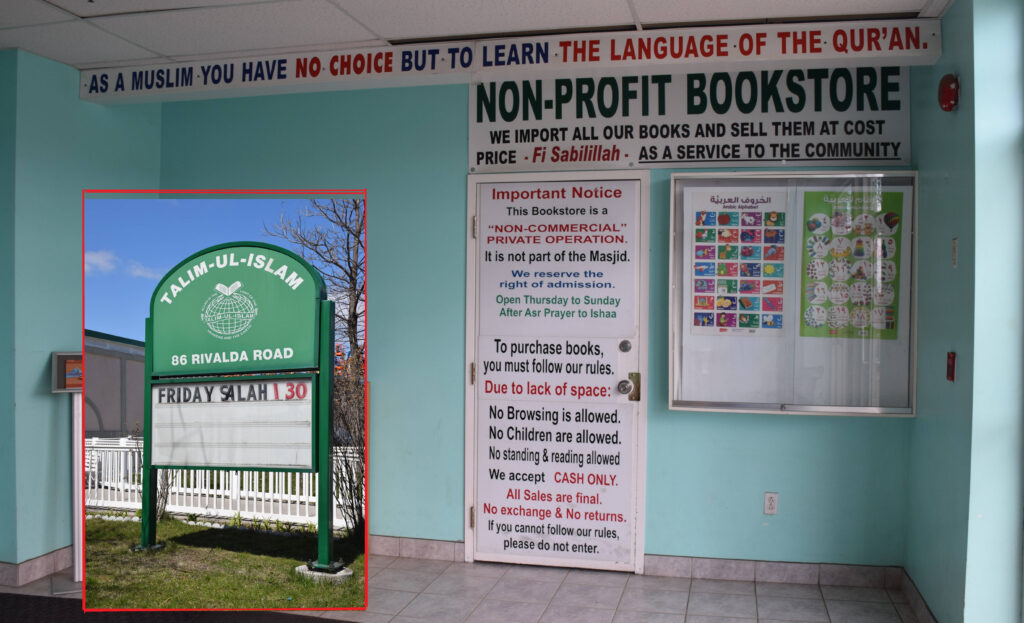 AS A MUSLIM YOU HAVE NO CHOICE BUT TO LEARN THE LANGUAGE OF THE QUR'AN.
NON-PROFIT BOOKSTORE
WE IMPORT ALL OUR BOOKS AND SELL THEM AT COST
PRICE - Fi Sabilillah - AS A SERVICE TO THE COMMUNITY
Important Notice
This Bookstore is a
"NON-COMMERCIAL"
PRIVATE OPERATION.
It is not part of the Masjid.
We reserve the
right of admission.
Open Thursday to Sunday
After Asr Prayer to Ishaa
To purchase books,
you must follow our rules.
Due to lack of space:
No Browsing is allowed.
No Children are allowed.
No standing & reading allowed
We accept CASH ONLY.
All Sales are final.
No exchange & No returns.
If you cannot follow our rules,
please do not enter.
الحروف العربية
Arabic Alphabet
TALIM-UL-ISLAM
TALIM-UL-ISLAM
86 RIVALDA ROAD
FRIDAY SALAH 1 30